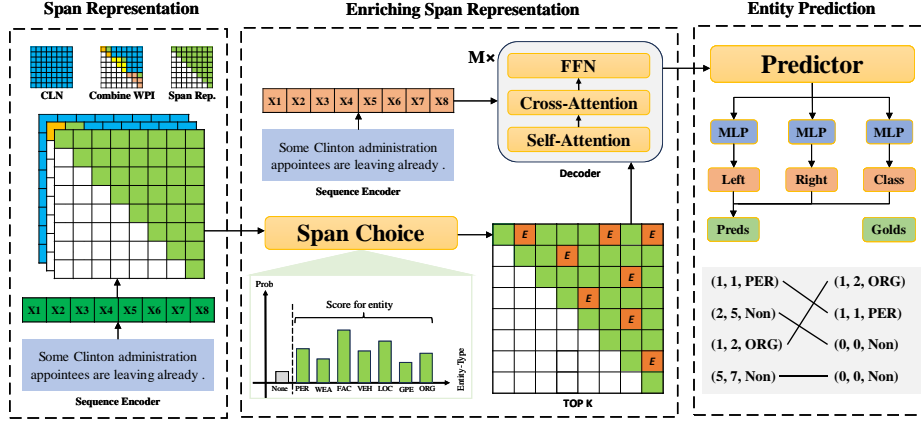 Span Representation
CLN
Combine WPI
Span Rep.
X1 X2 X3 X4 X5 X6 X7 X8
Some Clinton administration
appointees are leaving already .
Sequence Encoder
Enriching Span Representation
X1 X2 X3 X4 X5 X6 X7 X8
Some Clinton administration
appointees are leaving already .
Sequence Encoder
M×
FFN
Cross-Attention
Self-Attention
Decoder
Span Choice
Prob
Score for entity
Entity-Type
None PER WEA FAC VEH LOC GPE ORG
E E E
E
E
E
E
E
TOP K
Entity Prediction
Predictor
MLP MLP MLP
Left Right Class
Preds Golds
(1, 1, PER) (1, 2, ORG)
(2, 5, Non) (1, 1, PER)
(1, 2, ORG) (0, 0, Non)
(5, 7, Non) (0, 0, Non)